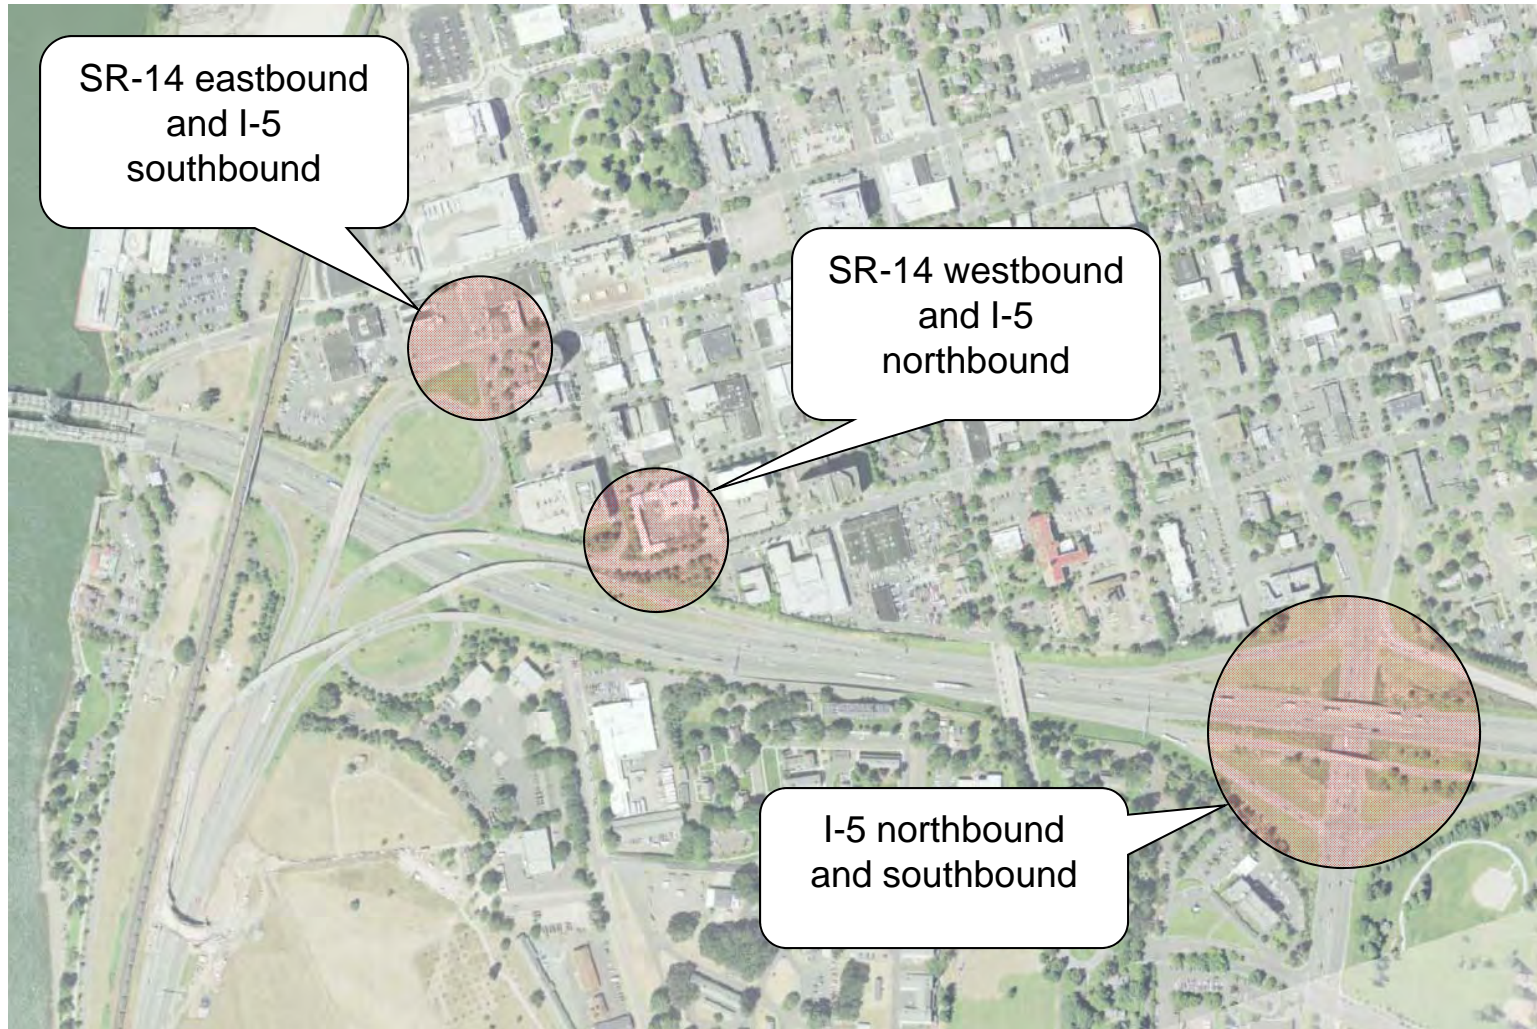 SR-14 eastbound
and I-5
southbound
SR-14 westbound
and I-5
northbound
I-5 northbound
and southbound